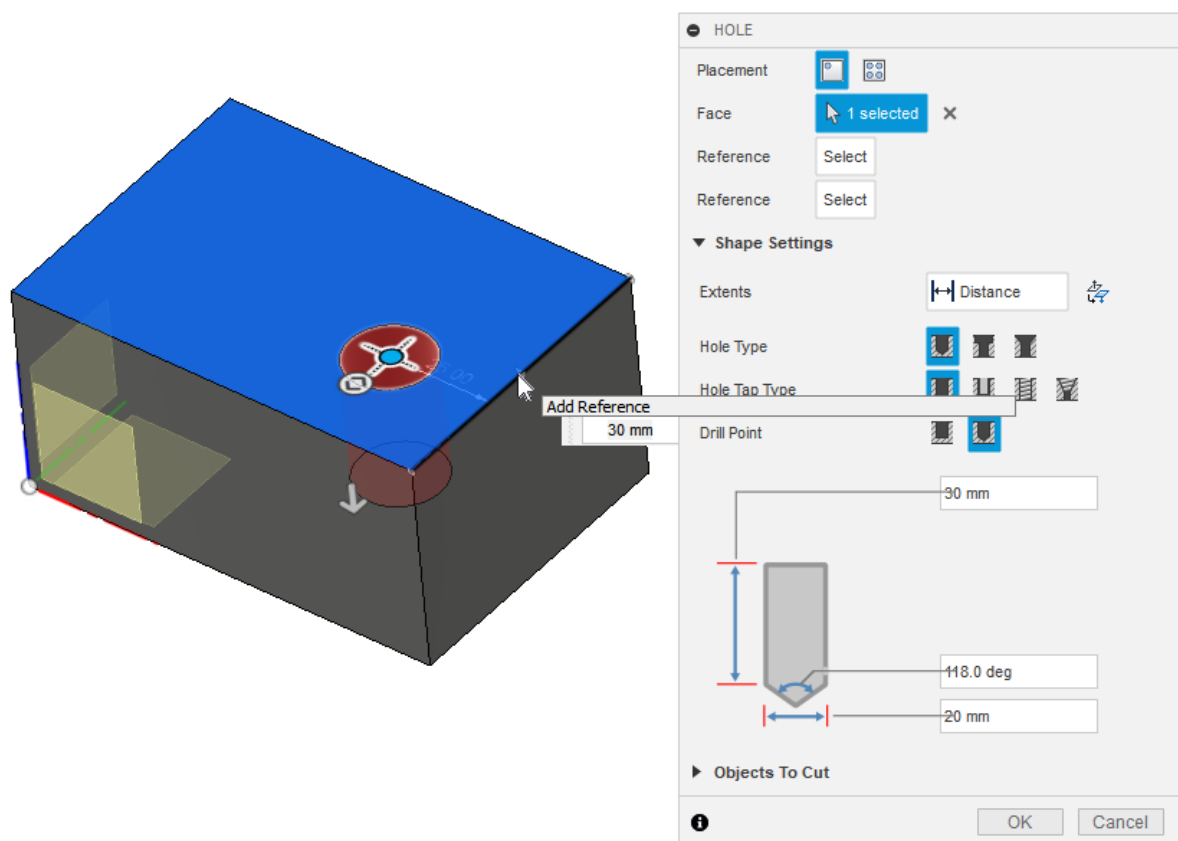 HOLE
Placement
Face 1 selected
Reference Select
Reference Select
Shape Settings
Extents Distance
Hole Type
Hole Tap Type
Add Reference
30 mm
Drill Point
30 mm
118.0 deg
20 mm
Objects To Cut
OK Cancel